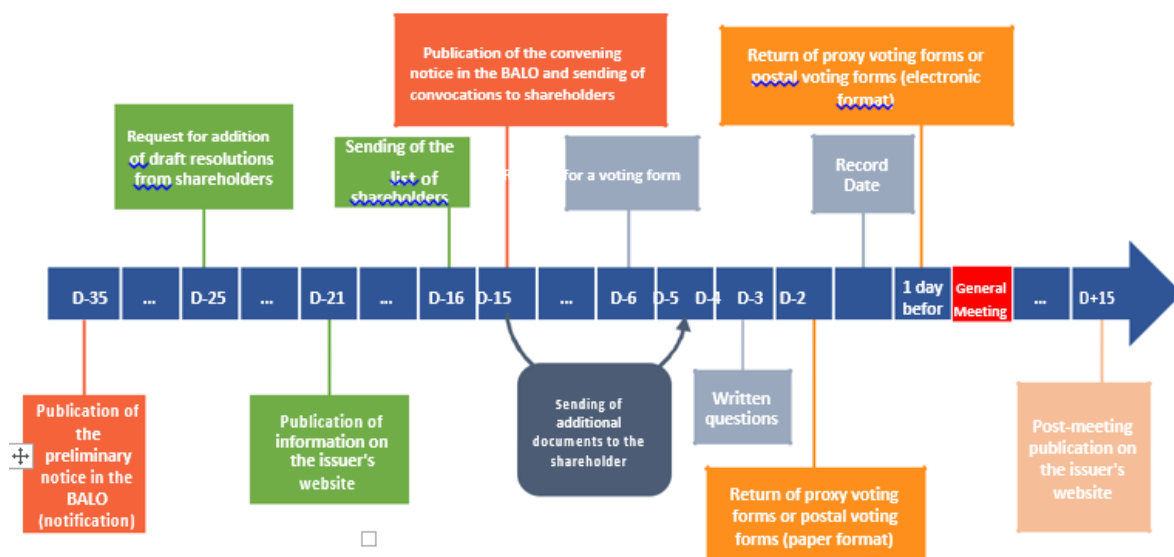 Publication of the convening
notice in the BALO and sending of
convocations to shareholders
Return of proxy voting forms or
postal voting forms (electronic
format)
Request for addition
of draft resolutions
from shareholders
Sending of the
list of
shareholders
for a voting form
Record
Date
D-35 ... D-25 ... D-21 ... D-16 D-15 ... D-6 D-5 D-4 D-3 D-2 1 day General ... D+15
befor Meeting
Publication of
the
preliminary
notice in the
BALO
(notification)
Publication of
information on
the issuer's
website
Sending of
additional
documents to the
shareholder
Written
questions
Return of proxy voting
forms or postal voting
forms (paper format)
Post-meeting
publication on
the issuer's
website